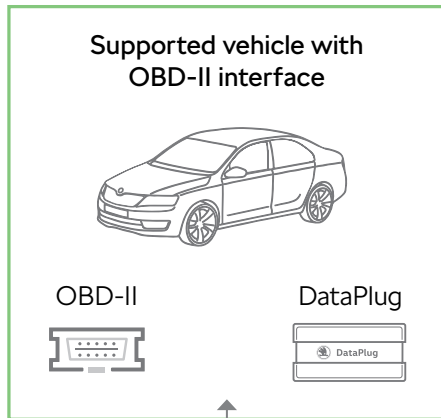 Supported vehicle with
OBD-II interface
OBD-II
DataPlug
DataPlug